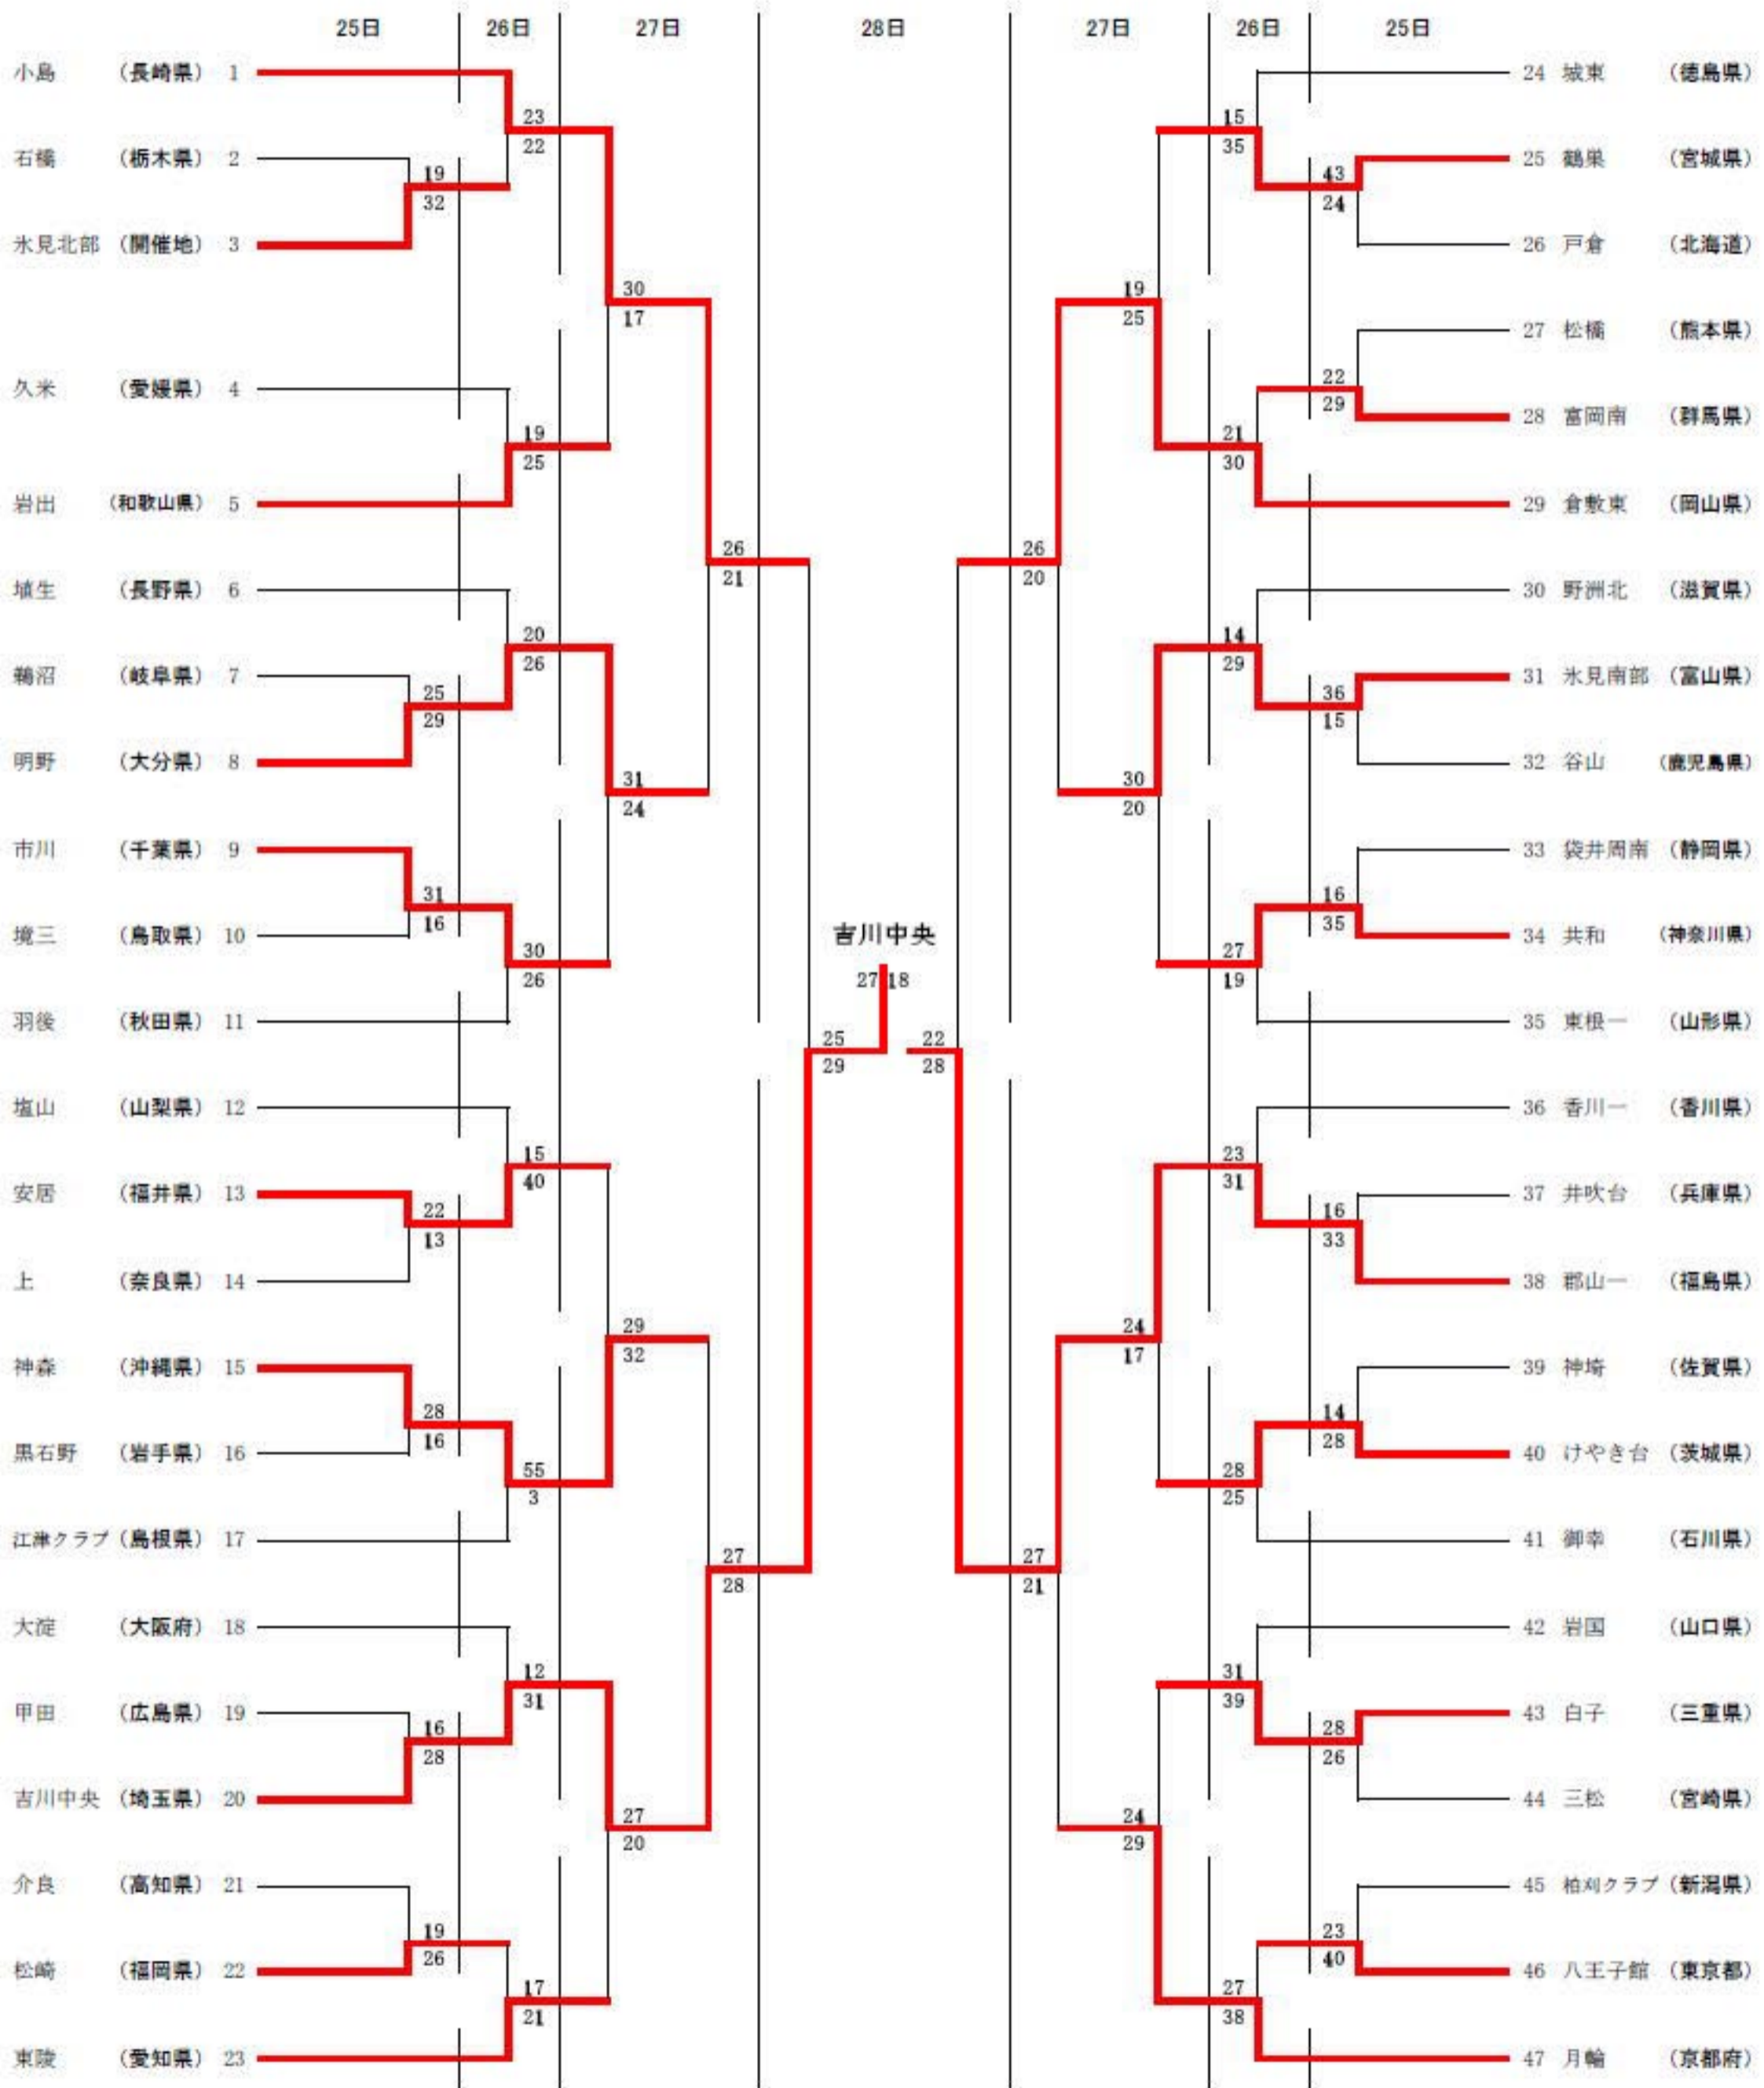 25日 26日 27日 28日 27日 26日 25日
小島 （長崎県） 1
24 城東 （徳島県）
23
22
15
35
石橋 （栃木県） 2
25 鶴巣 （宮城県）
19
32
43
24
氷見北部 （開催地） 3
26 戸倉 （北海道）
30
17
19
25
27 松橋 （熊本県）
久米 （愛媛県） 4
22
29
28 富岡南 （群馬県）
19
25
21
30
岩出 （和歌山県） 5
29 倉敷東 （岡山県）
26
21
26
20
埴生 （長野県） 6
30 野洲北 （滋賀県）
20
26
14
29
鵜沼 （岐阜県） 7
31 氷見南部 （富山県）
25
29
36
15
明野 （大分県） 8
32 谷山 （鹿児島県）
31
24
30
20
市川 （千葉県） 9
33 袋井周南 （静岡県）
31
16
16
35
境三 （鳥取県） 10
吉川中央
34 共和 （神奈川県）
30
26
27 18
27
19
羽後 （秋田県） 11
35 東根一 （山形県）
25
29
22
28
塩山 （山梨県） 12
36 香川一 （香川県）
15
40
23
31
安居 （福井県） 13
37 井吹台 （兵庫県）
22
13
16
33
上 （奈良県） 14
38 郡山一 （福島県）
29
32
24
17
神森 （沖縄県） 15
39 神埼 （佐賀県）
28
16
14
28
黒石野 （岩手県） 16
40 けやき台 （茨城県）
55
3
28
25
江津クラブ （島根県） 17
41 御幸 （石川県）
27
28
27
21
大淀 （大阪府） 18
42 岩国 （山口県）
12
31
31
39
甲田 （広島県） 19
43 白子 （三重県）
16
28
28
26
吉川中央 （埼玉県） 20
44 三松 （宮崎県）
27
20
24
29
介良 （高知県） 21
45 柏刈クラブ （新潟県）
19
26
23
40
松崎 （福岡県） 22
46 八王子館 （東京都）
17
21
27
38
東陵 （愛知県） 23
47 月輪 （京都府）